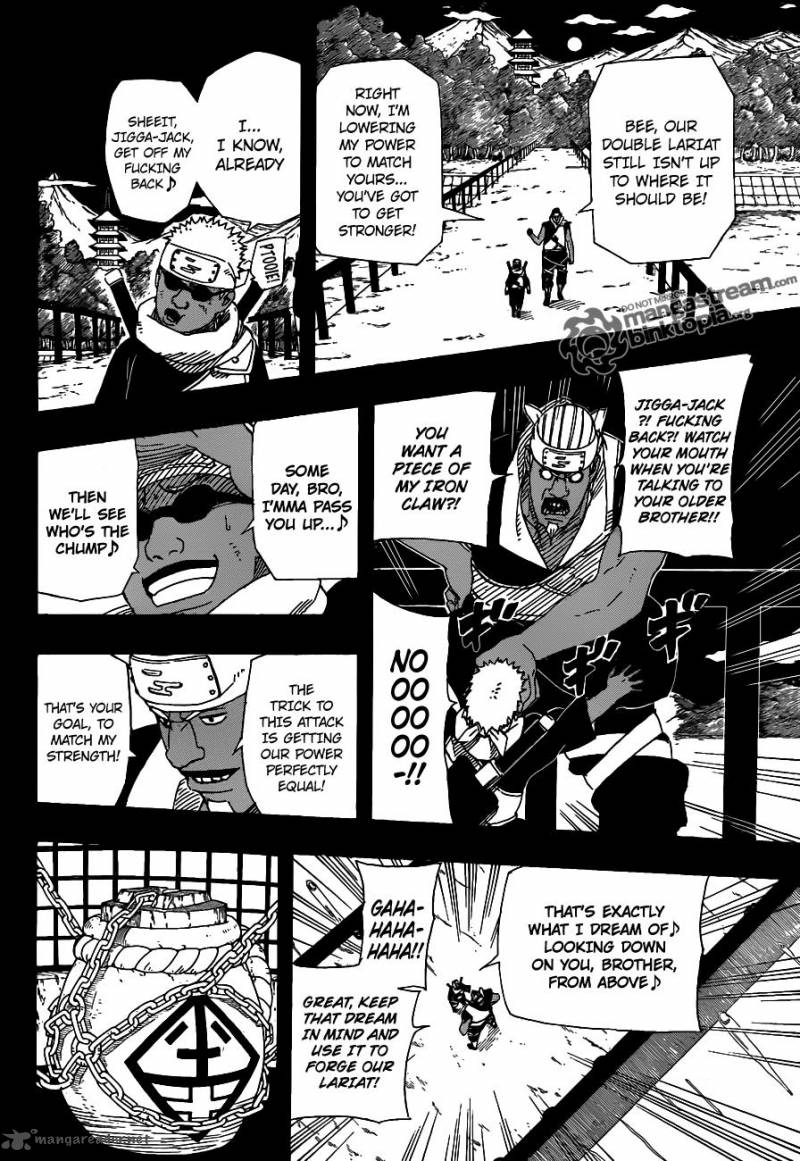 BEE, OUR
DOUBLE LARIAT
STILL ISN'T UP
TO WHERE IT
SHOULD BE!
RIGHT
NOW, I'M
LOWERING
MY POWER
TO MATCH
YOURS...
YOU'VE GOT
TO GET
STRONGER!
DO NOT MIRROR
mangastream.com
binktopia.org
I...
I KNOW,
ALREADY
SHEEIT,
JIGGA-JACK,
GET OFF MY
FUCKING
BACK♪
PTOOIE!
JIGGA-JACK
?! FUCKING
BACK?! WATCH
YOUR MOUTH
WHEN YOU'RE
TALKING TO
YOUR OLDER
BROTHER!!
YOU
WANT A
PIECE OF
MY IRON
CLAW?!
ギ
ギ
ギ
NO
OO
OO
OO
-!!
SOME
DAY, BRO,
I'MMA PASS
YOU UP...♪
THEN
WE'LL SEE
WHO'S THE
CHUMP♪
THE
TRICK TO
THIS ATTACK
IS GETTING
OUR POWER
PERFECTLY
EQUAL!
THAT'S YOUR
GOAL, TO
MATCH MY
STRENGTH!
THAT'S EXACTLY
WHAT I DREAM OF♪
LOOKING DOWN
ON YOU, BROTHER,
FROM ABOVE♪
GAHA-
HAHA-
HAHA!!
GREAT, KEEP
THAT DREAM
IN MIND AND
USE IT TO
FORGE OUR
LARIAT!
mangareader.net